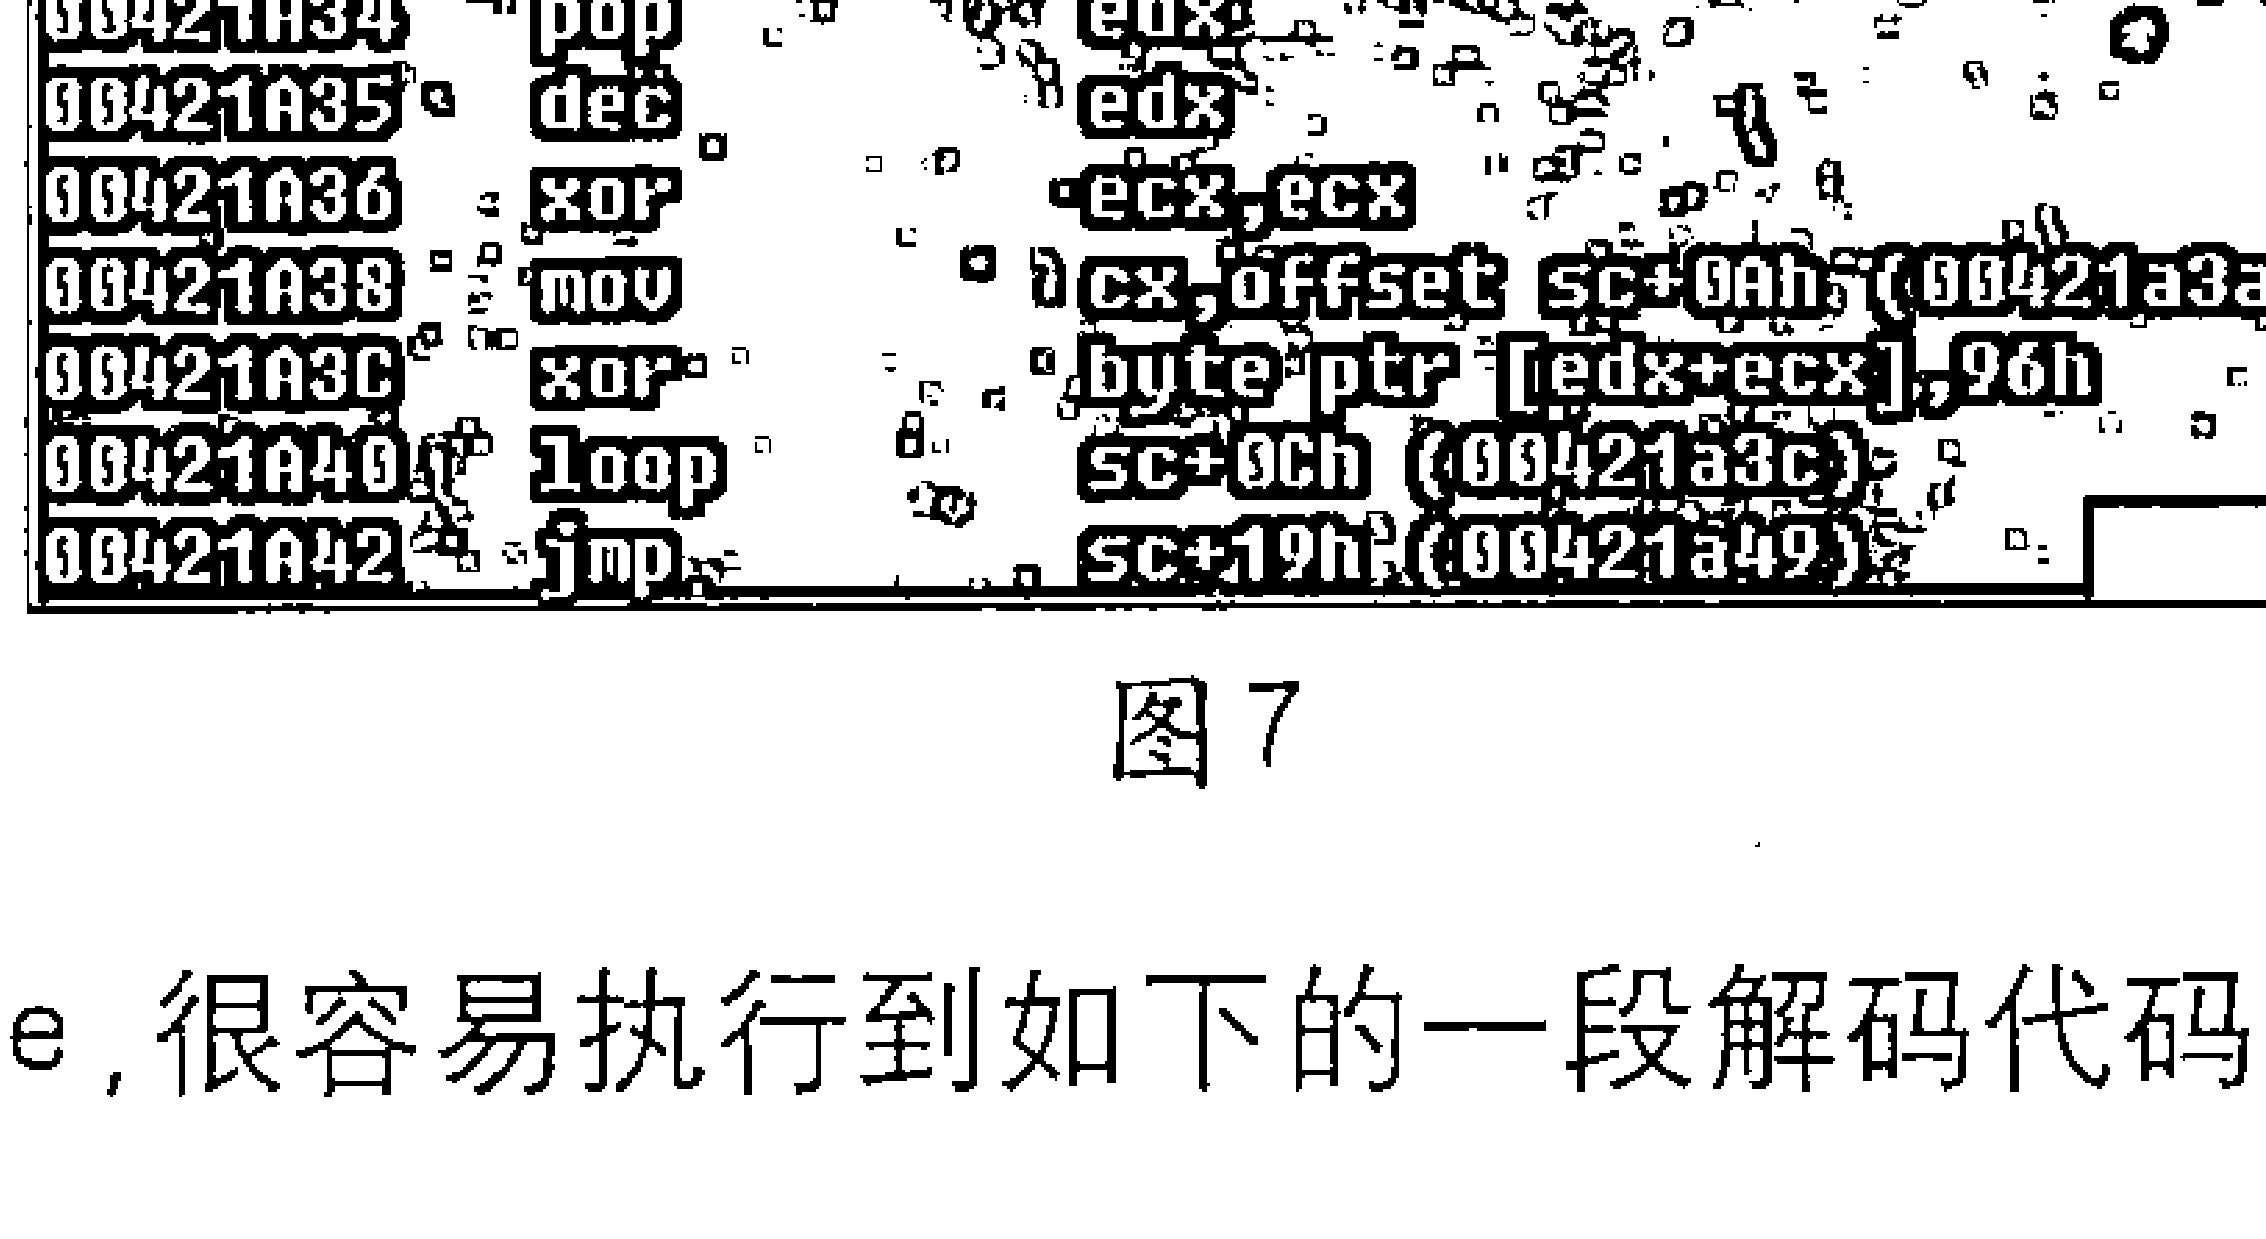 00421A34 pop edx
00421A35 dec edx
00421A36 xor ecx,ecx
00421A38 mov cx,offset sc+0Ah (00421a3a
00421A3C xor byte ptr [edx+ecx],96h
00421A40 loop sc+0Ch (00421a3c)
00421A42 jmp sc+19h (00421a49)
图 7
e,很容易执行到如下的一段解码代码